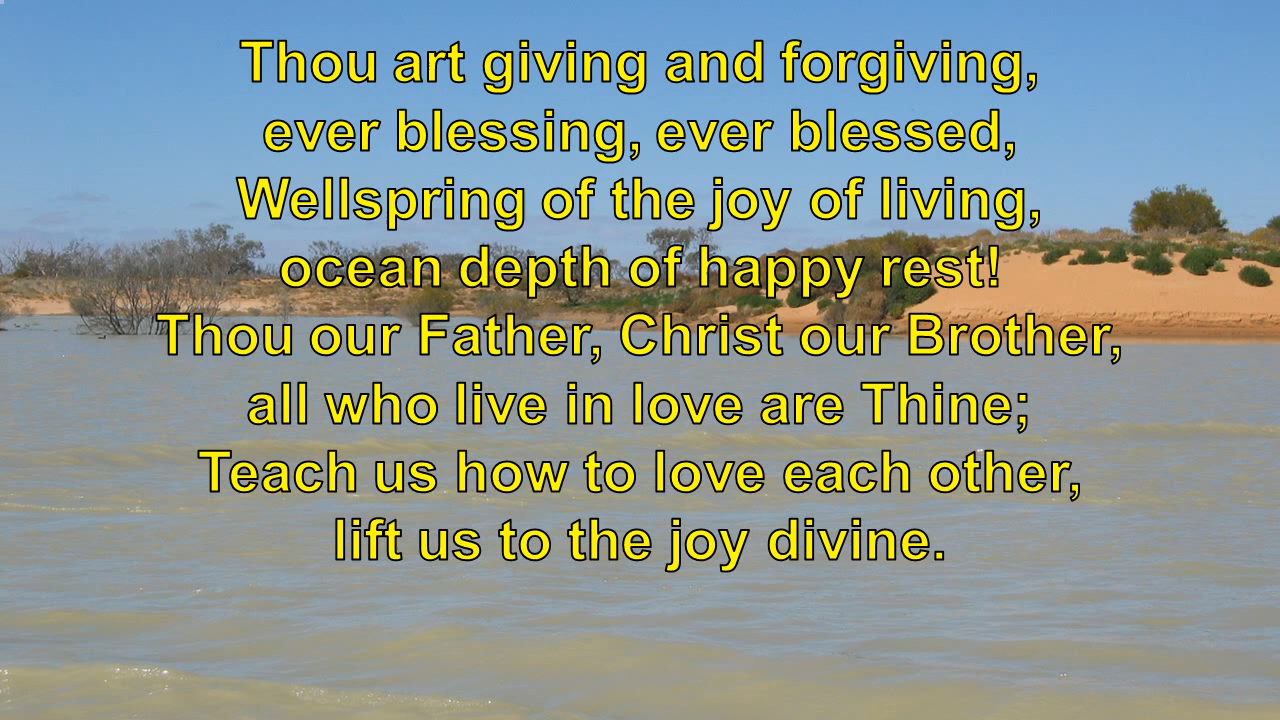 Thou art giving and forgiving,
ever blessing, ever blessed,
Wellspring of the joy of living,
ocean depth of happy rest!
Thou our Father, Christ our Brother,
all who live in love are Thine;
Teach us how to love each other,
lift us to the joy divine.